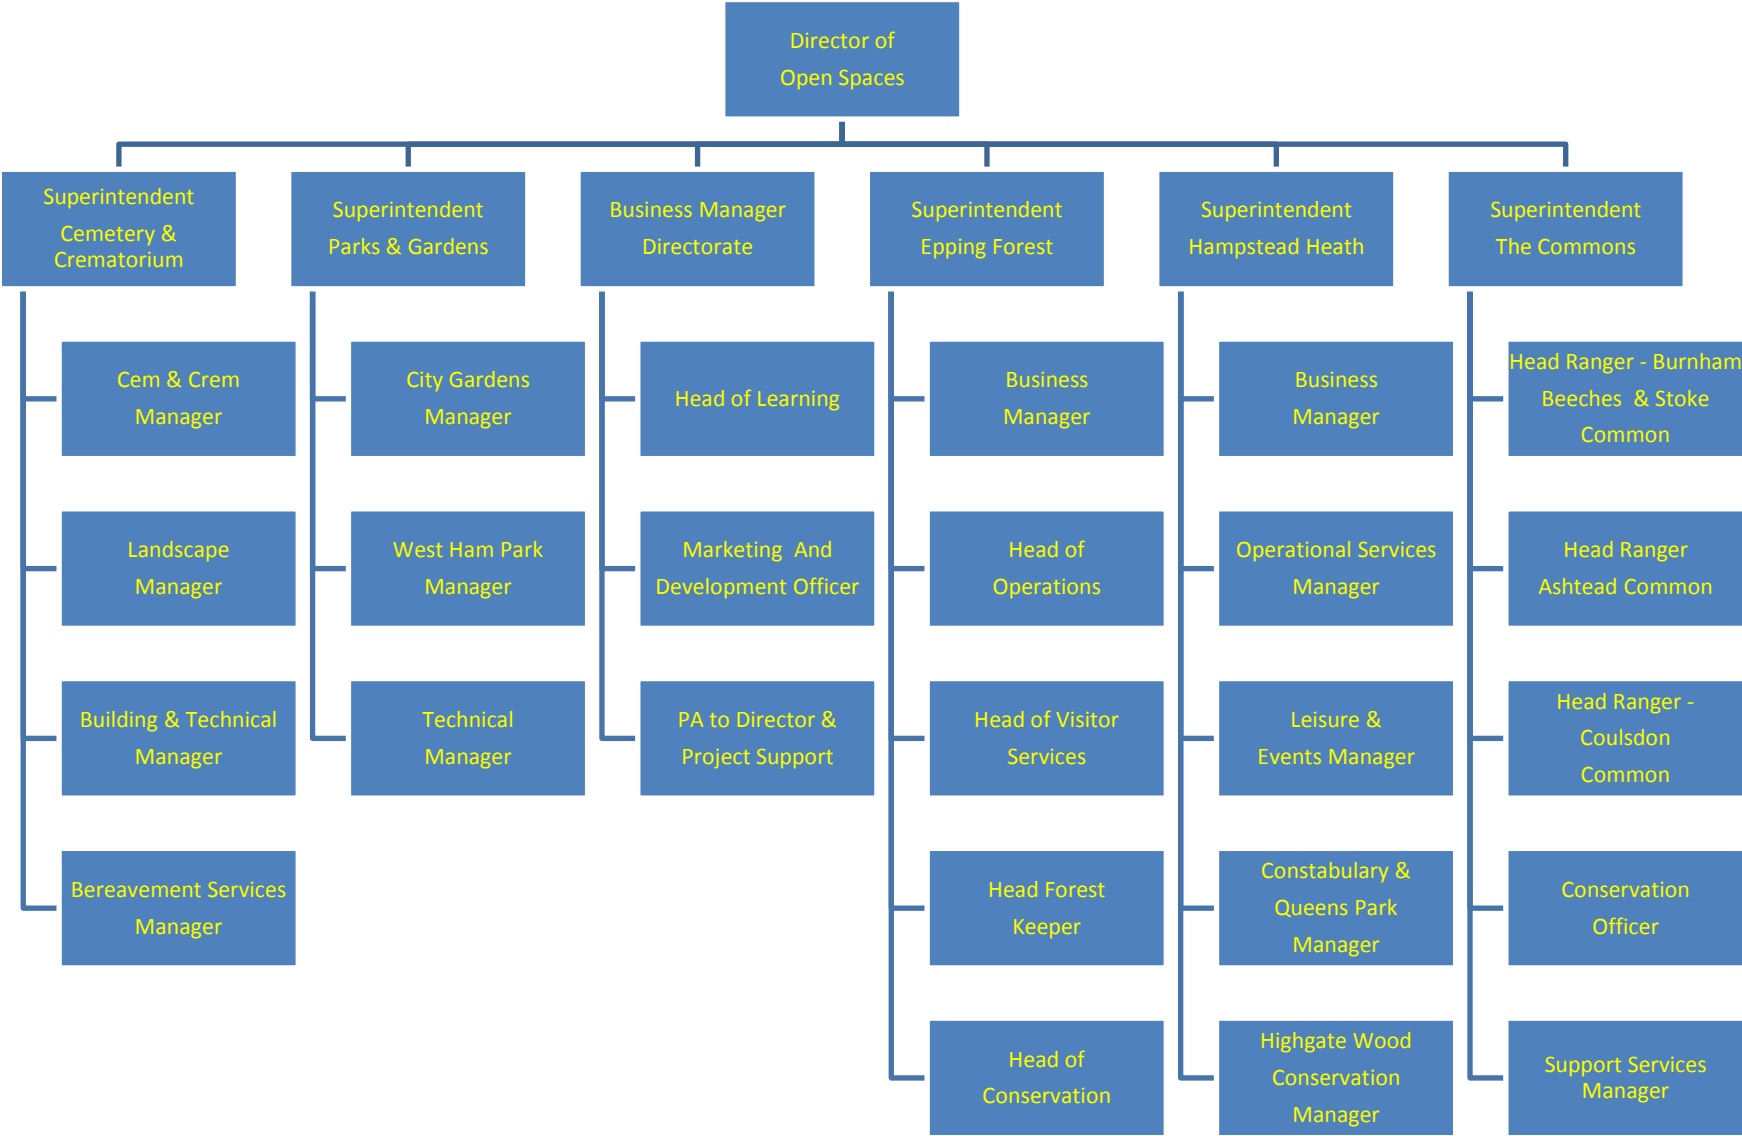 Director of
Open Spaces
Superintendent
Cemetery &
Crematorium
Superintendent
Parks & Gardens
Business Manager
Directorate
Superintendent
Epping Forest
Superintendent
Hampstead Heath
Superintendent
The Commons
Cem & Crem
Manager
Landscape
Manager
Building & Technical
Manager
Bereavement Services
Manager
City Gardens
Manager
West Ham Park
Manager
Technical
Manager
Head of Learning
Marketing And
Development Officer
PA to Director &
Project Support
Business
Manager
Head of
Operations
Head of Visitor
Services
Head Forest
Keeper
Head of
Conservation
Business
Manager
Operational Services
Manager
Leisure &
Events Manager
Constabulary &
Queens Park
Manager
Highgate Wood
Conservation
Manager
Head Ranger - Burnham
Beeches & Stoke
Common
Head Ranger
Ashtead Common
Head Ranger -
Coulsdon
Common
Conservation
Officer
Support Services
Manager